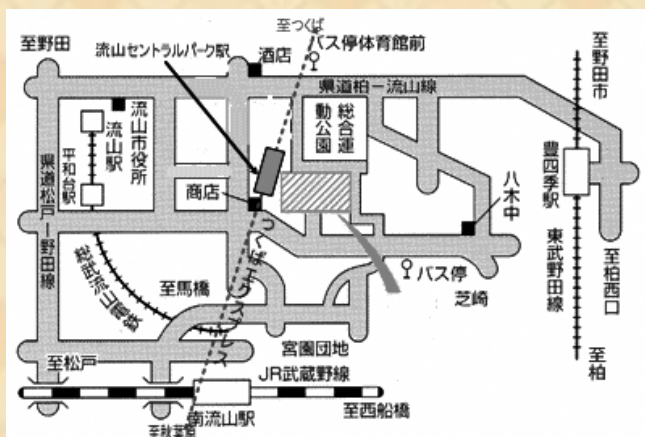 至つくば
至野田
流山セントラルパーク駅
酒店
バス停体育館前
至野田市
県道柏ー流山線
総合運動公園
流山市役所
流山駅
平和台駅
県道松戸ー野田線
商店
八木中
豊四季駅
東武野田線
つくばエクスプレス
総武流山電鉄
至馬橋
バス停
芝崎
至柏西口
至柏
宮園団地
至松戸
JR武蔵野線
南流山駅
至西船橋
至秋葉原